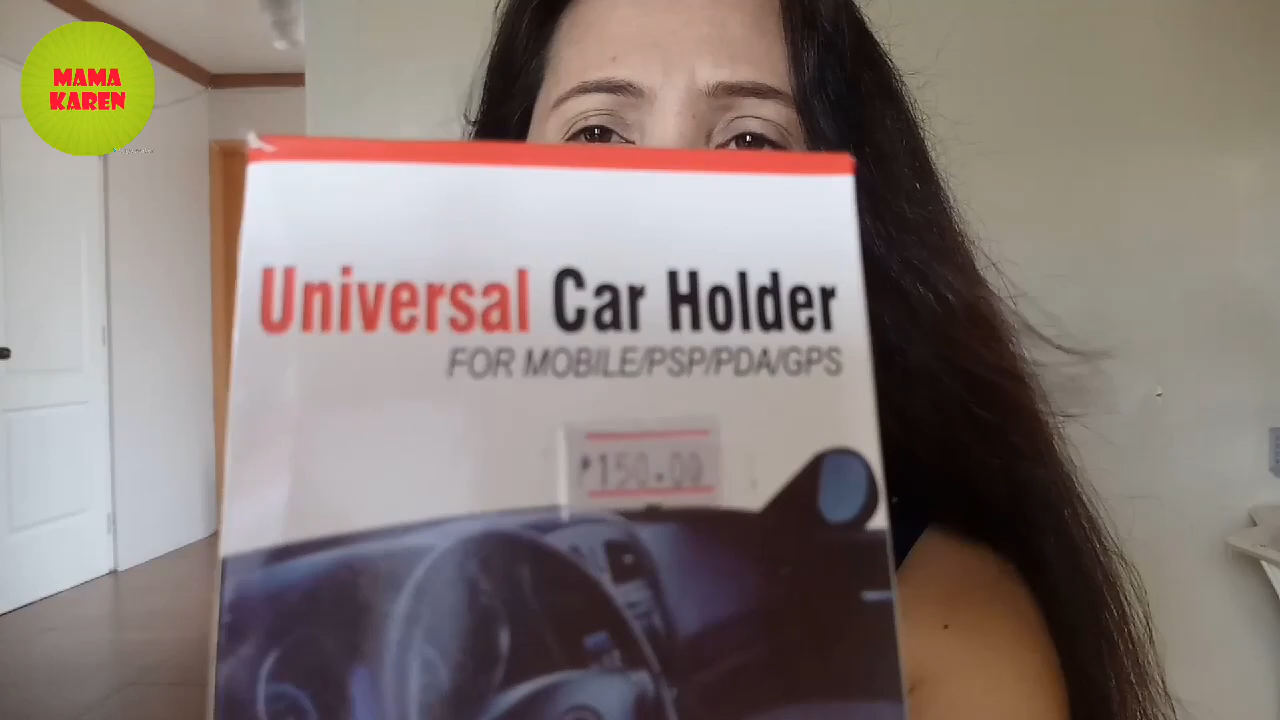 MAMA
KAREN
Universal Car Holder
FOR MOBILE/PSP/PDA/GPS
₱150.00